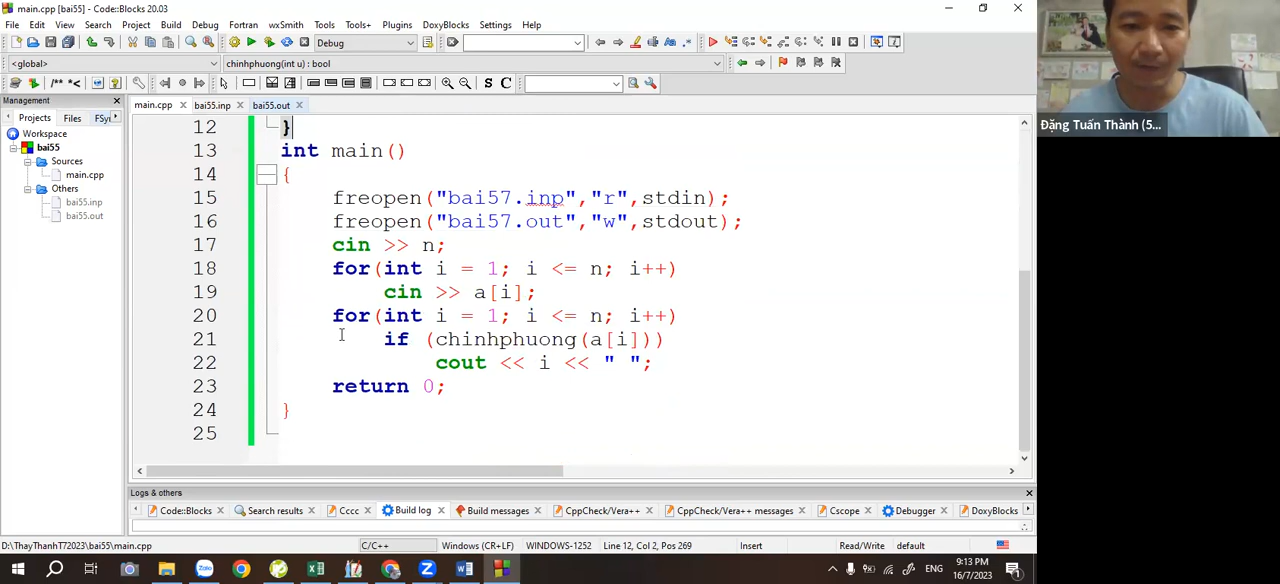 main.cpp [bai55] - Code::Blocks 20.03
File Edit View Search Project Build Debug Fortran wxSmith Tools Tools+ Plugins DoxyBlocks Settings Help
Debug
<global> chinhphuong(int u) : bool
/** *< S C
Management
Projects Files FSy
Workspace
bai55
Sources
main.cpp
Others
bai55.inp
bai55.out
main.cpp bai55.inp bai55.out
12 }
13 int main()
14 {
15 freopen("bai57.inp","r",stdin);
16 freopen("bai57.out","w",stdout);
17 cin >> n;
18 for(int i = 1; i <= n; i++)
19 cin >> a[i];
20 for(int i = 1; i <= n; i++)
21 if (chinhphuong(a[i]))
22 cout << i << " ";
23 return 0;
24 }
25
Logs & others
Code::Blocks Search results Cccc Build log Build messages CppCheck/Vera++ CppCheck/Vera++ messages Cscope Debugger DoxyBlocks
D:\ThayThanhT72023\bai55\main.cpp C/C++ Windows (CR+LF) WINDOWS-1252 Line 12, Col 2, Pos 269 Insert Read/Write default
ENG 9:13 PM 16/7/2023
Đặng Tuấn Thành (5...